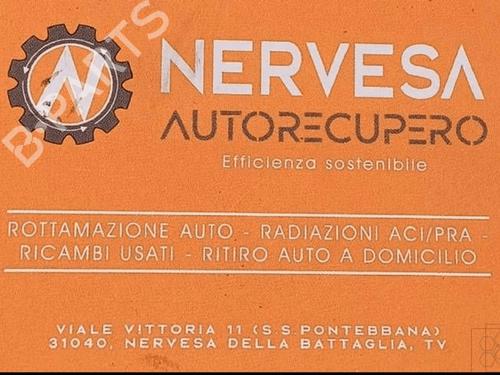 N
NERVESA
AUTORECUPERO
Efficienza sostenibile
ROTTAMAZIONE AUTO - RADIAZIONI ACI/PRA -
RICAMBI USATI - RITIRO AUTO A DOMICILIO
VIALE VITTORIA 11 (S.S.PONTEBBANA)
31040, NERVESA DELLA BATTAGLIA, TV
B-PARTS